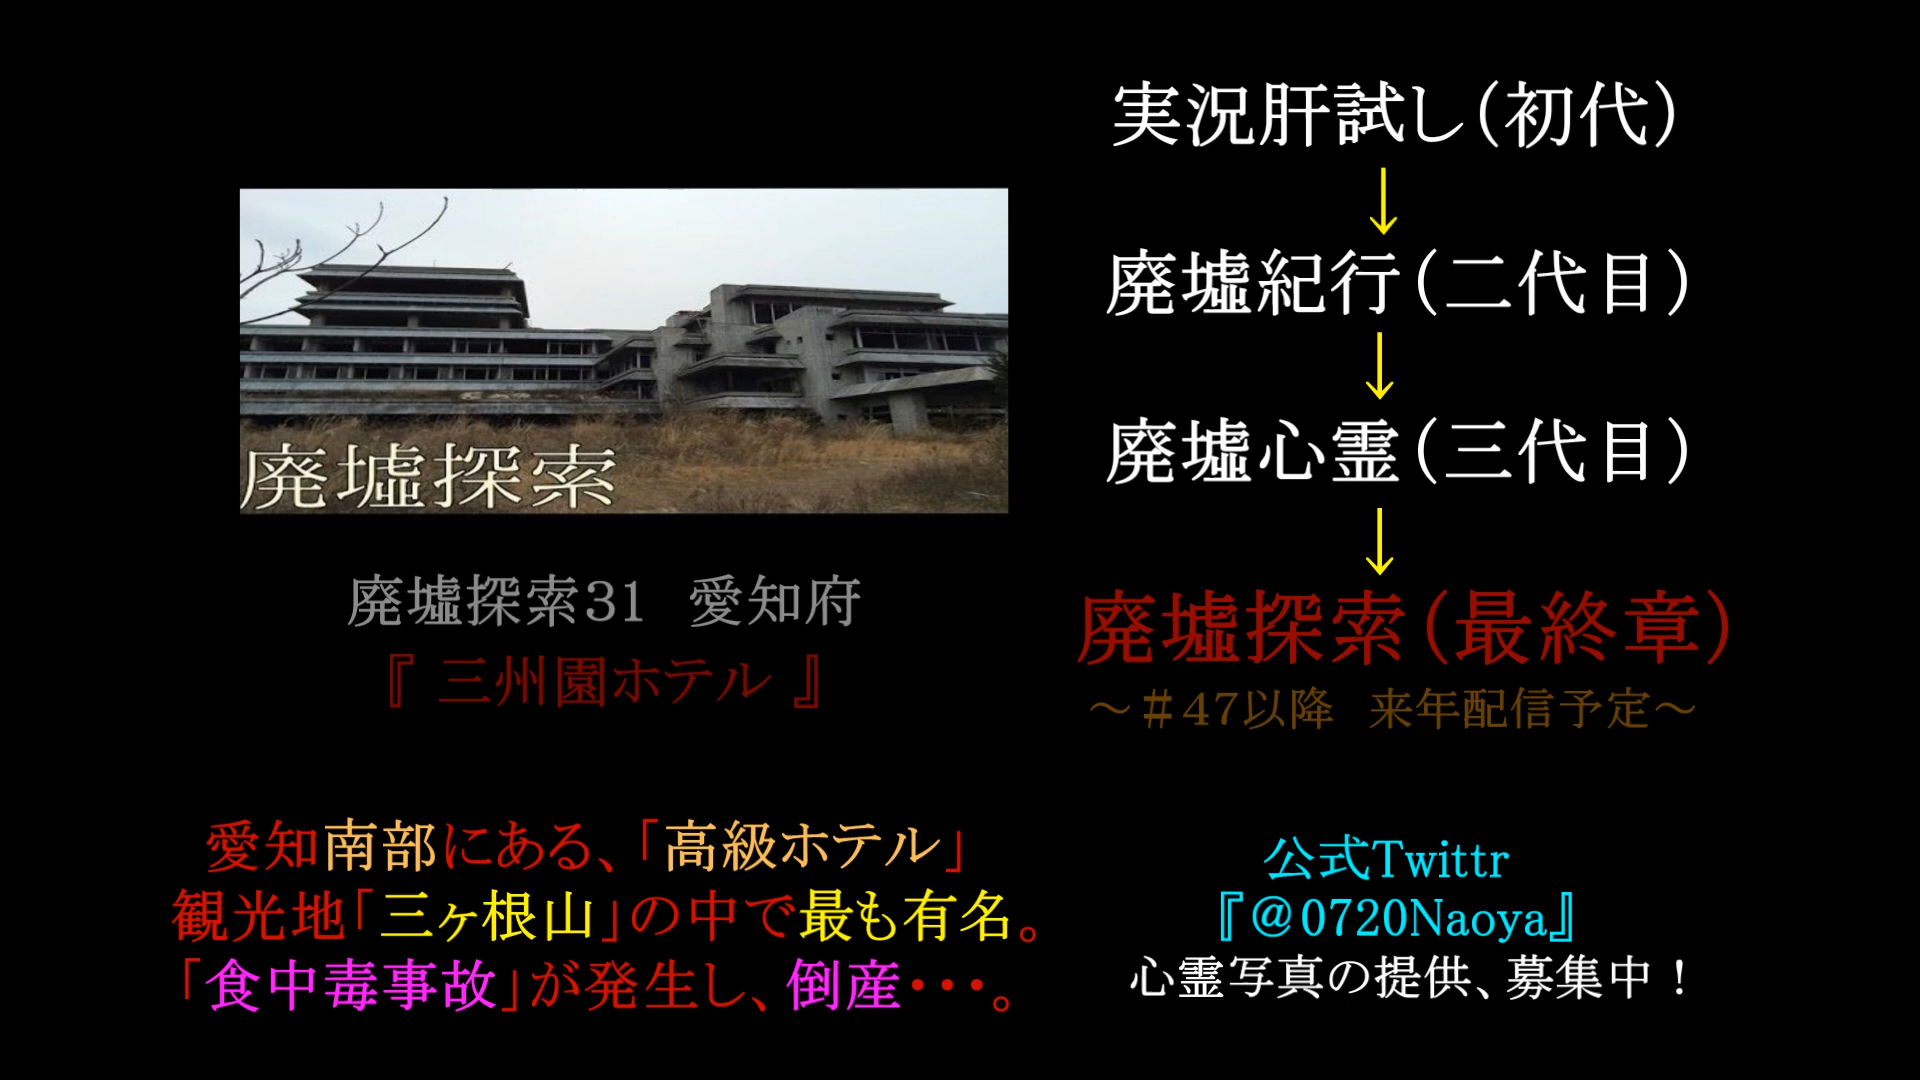 廃墟探索
廃墟探索31　愛知府
『 三州園ホテル 』
愛知南部にある、「高級ホテル」
観光地「三ヶ根山」の中で最も有名。
「食中毒事故」が発生し、倒産・・・。
実況肝試し(初代)
↓
廃墟紀行(二代目)
↓
廃墟心霊(三代目)
↓
廃墟探索(最終章)
～＃47以降　来年配信予定～
公式Twittr
『@0720Naoya』
心霊写真の提供、募集中！